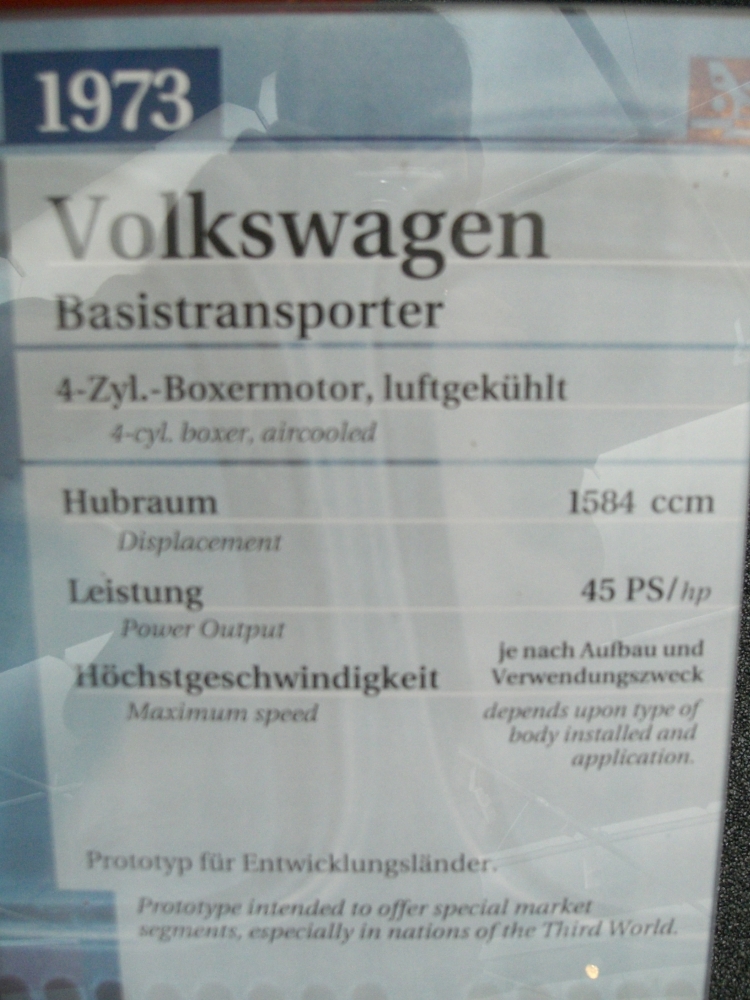 1973
Volkswagen
Basistransporter
4-Zyl.-Boxermotor, luftgekühlt
4-cyl. boxer, aircooled
Hubraum 1584 ccm
Displacement
Leistung 45 PS/hp
Power Output
Höchstgeschwindigkeit je nach Aufbau und
Verwendungszweck
Maximum speed depends upon type of
body installed and
application.
Prototyp für Entwicklungsländer.
Prototype intended to offer special market
segments, especially in nations of the Third World.